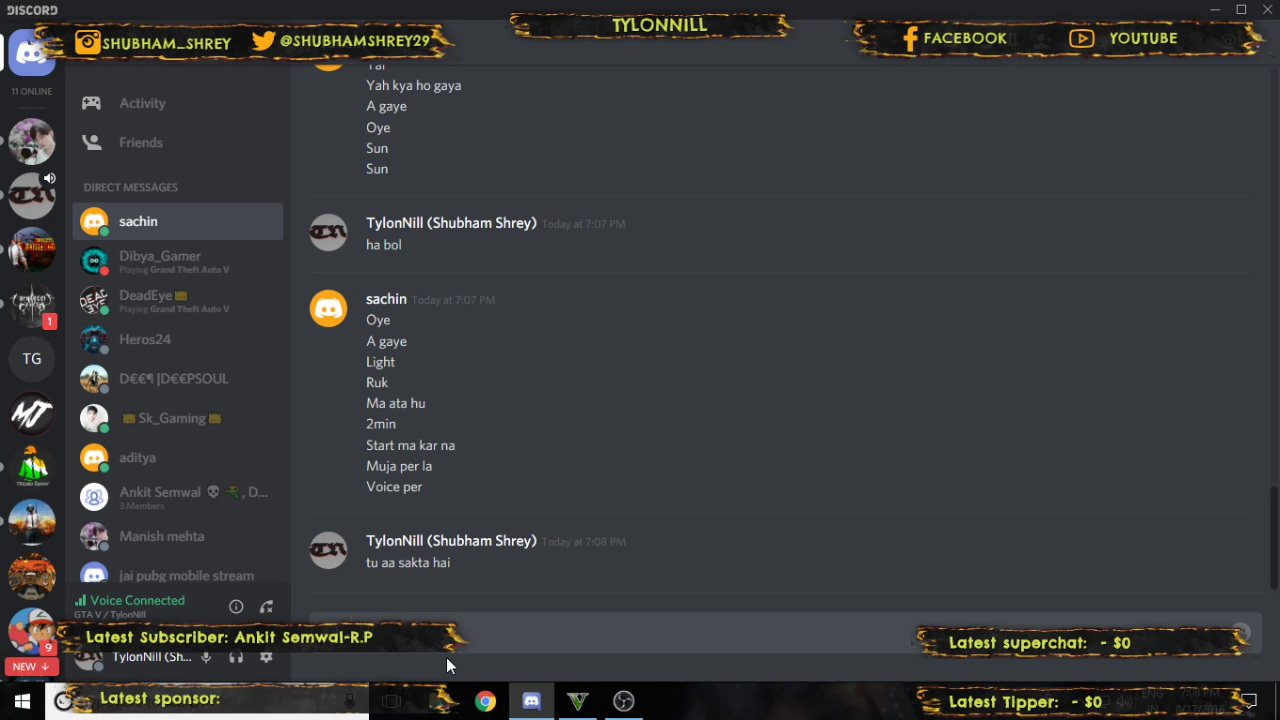 DISCORD
SHUBHAM_SHREY
@SHUBHAMSHREY29
TYLONNILL
FACEBOOK
YOUTUBE
11 ONLINE
Activity
Friends
DIRECT MESSAGES
sachin
Dibya_Gamer
Playing Grand Theft Auto V
DeadEye
Playing Grand Theft Auto V
Heros24
D€€¶ |D€€PSOUL
Sk_Gaming
aditya
Ankit Semwal , D...
3 Members
Manish mehta
jai pubg mobile stream
1
TG
9
NEW ↓
Yah kya ho gaya
A gaye
Oye
Sun
Sun
TylonNill (Shubham Shrey) Today at 7:07 PM
ha bol
sachin Today at 7:07 PM
Oye
A gaye
Light
Ruk
Ma ata hu
2min
Start ma kar na
Muja per la
Voice per
TylonNill (Shubham Shrey) Today at 7:08 PM
tu aa sakta hai
Voice Connected
GTA V / TylonNill
Latest Subscriber: Ankit Semwal-R.P
TylonNill (Sh...
Latest superchat: - $0
Latest sponsor:
Latest Tipper: - $0